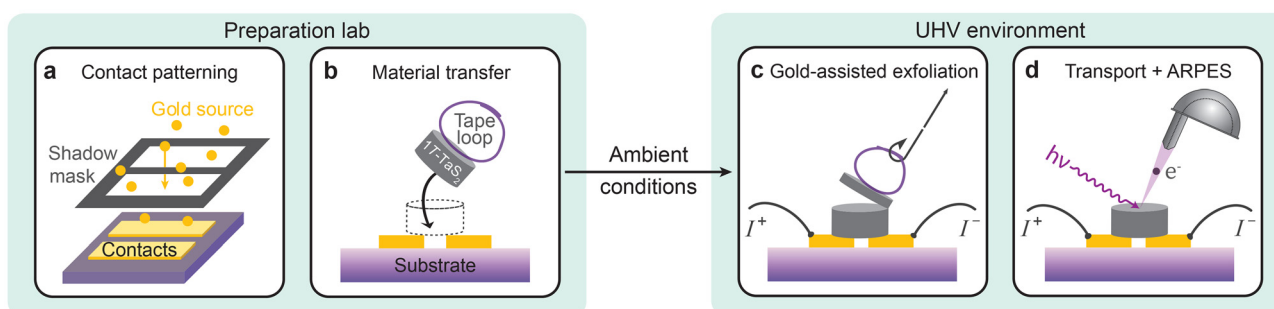 Preparation lab
UHV environment
a Contact patterning
Gold source
Shadow
mask
Contacts
b Material transfer
Tape
loop
1T-TaS₂
Substrate
Ambient
conditions
c Gold-assisted exfoliation
I⁺
I⁻
d Transport + ARPES
hν
e⁻
I⁺
I⁻